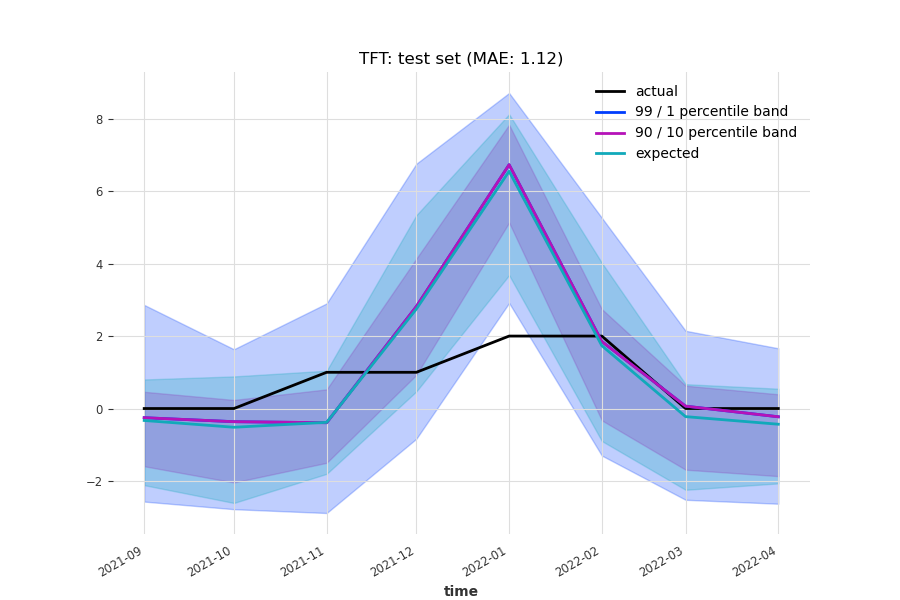 TFT: test set (MAE: 1.12)
actual
99 / 1 percentile band
90 / 10 percentile band
expected
8
6
4
2
0
−2
2021-09
2021-10
2021-11
2021-12
2022-01
2022-02
2022-03
2022-04
time